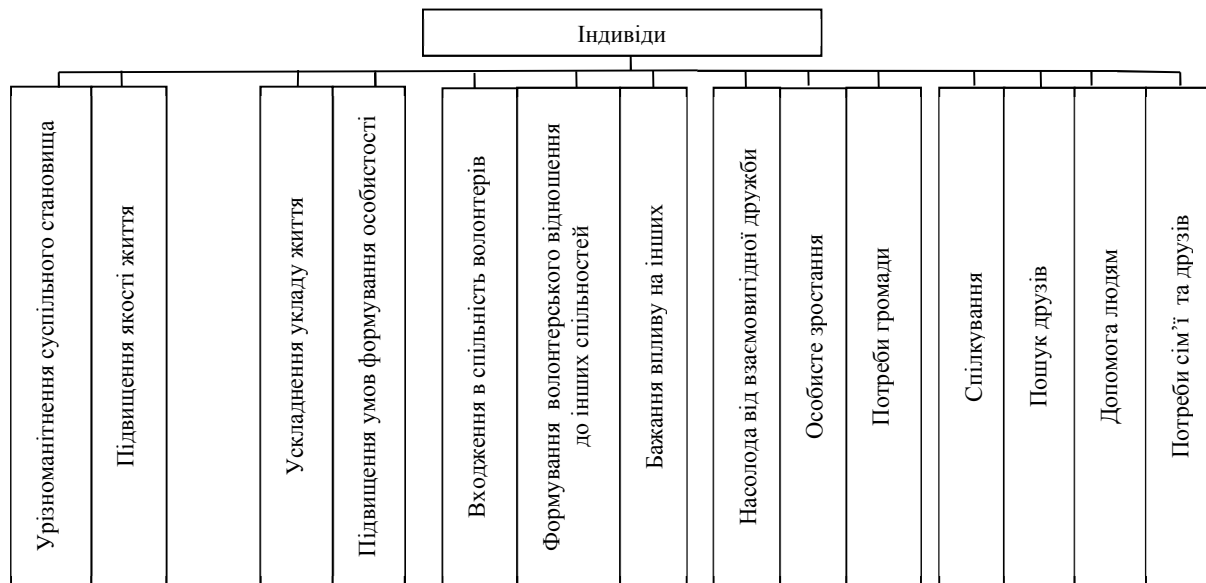 Індивіди
Урізноманітнення суспільного становища
Підвищення якості життя
Ускладнення укладу життя
Підвищення умов формування особистості
Входження в спільність волонтерів
Формування волонтерського відношення
до інших спільностей
Бажання впливу на інших
Насолода від взаємовигідної дружби
Особисте зростання
Потреби громади
Спілкування
Пошук друзів
Допомога людям
Потреби сім’ї та друзів